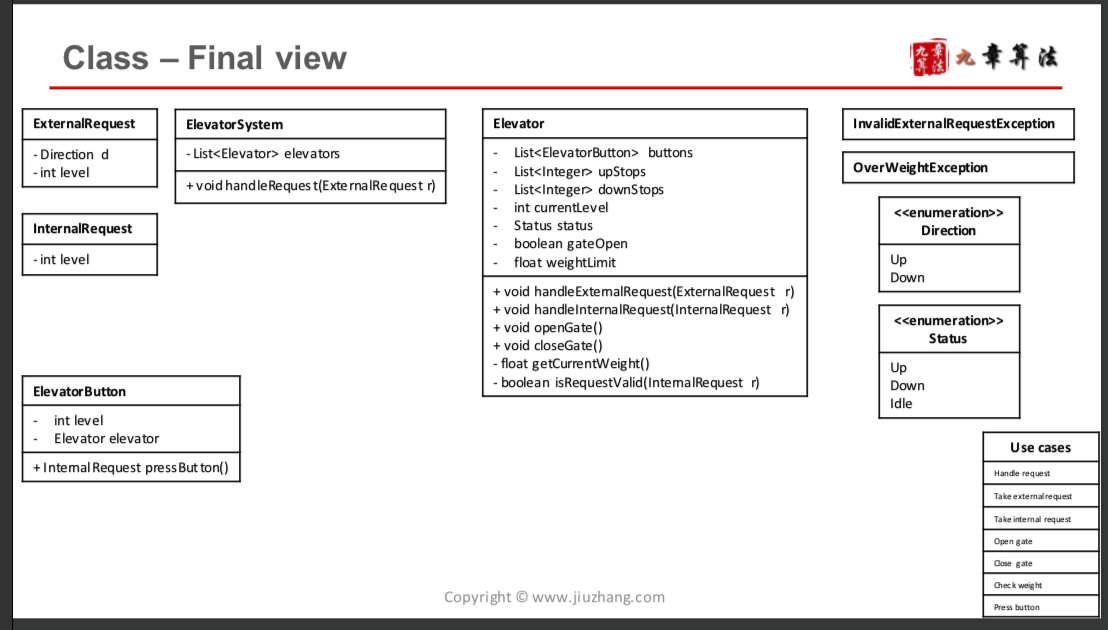 Class – Final view
九章算法
九章算法
ExternalRequest
- Direction d
- int level
InternalRequest
- int level
ElevatorSystem
- List<Elevator> elevators
+ void handleRequest(ExternalRequest r)
ElevatorButton
- int level
- Elevator elevator
+ InternalRequest pressButton()
Elevator
- List<ElevatorButton> buttons
- List<Integer> upStops
- List<Integer> downStops
- int currentLevel
- Status status
- boolean gateOpen
- float weightLimit
+ void handleExternalRequest(ExternalRequest r)
+ void handleInternalRequest(InternalRequest r)
+ void openGate()
+ void closeGate()
- float getCurrentWeight()
- boolean isRequestValid(InternalRequest r)
InvalidExternalRequestException
OverWeightException
<<enumeration>>
Direction
Up
Down
<<enumeration>>
Status
Up
Down
Idle
Use cases
Handle request
Take external request
Take internal request
Open gate
Close gate
Check weight
Press button
Copyright © www.jiuzhang.com